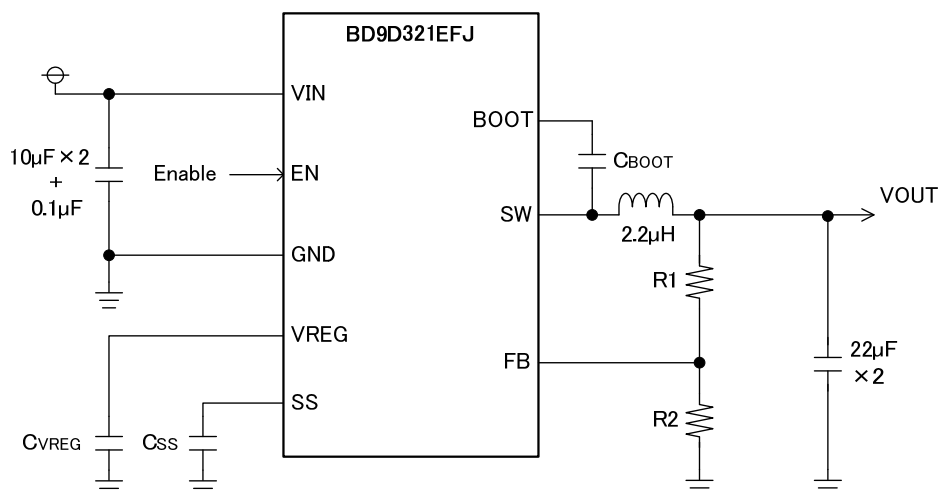 BD9D321EFJ
VIN
BOOT
10µF × 2
+
0.1µF
CBOOT
Enable
EN
SW
VOUT
2.2µH
GND
R1
VREG
FB
22µF
×2
SS
R2
CVREG
CSS